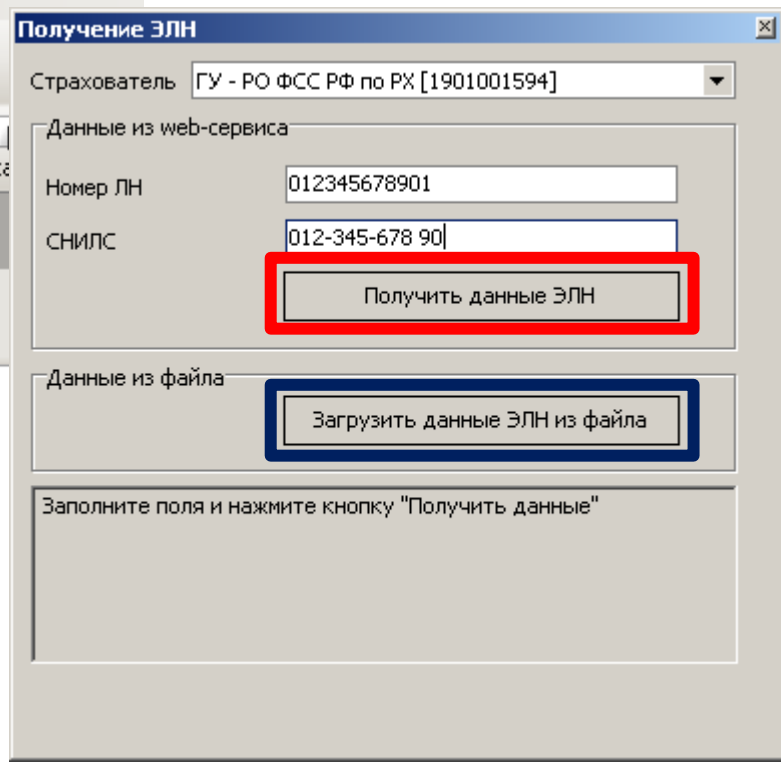 Получение ЭЛН
Страхователь ГУ - РО ФСС РФ по РХ [1901001594]
Данные из web-сервиса
Номер ЛН 012345678901
СНИЛС 012-345-678 90
Получить данные ЭЛН
Данные из файла
Загрузить данные ЭЛН из файла
Заполните поля и нажмите кнопку "Получить данные"